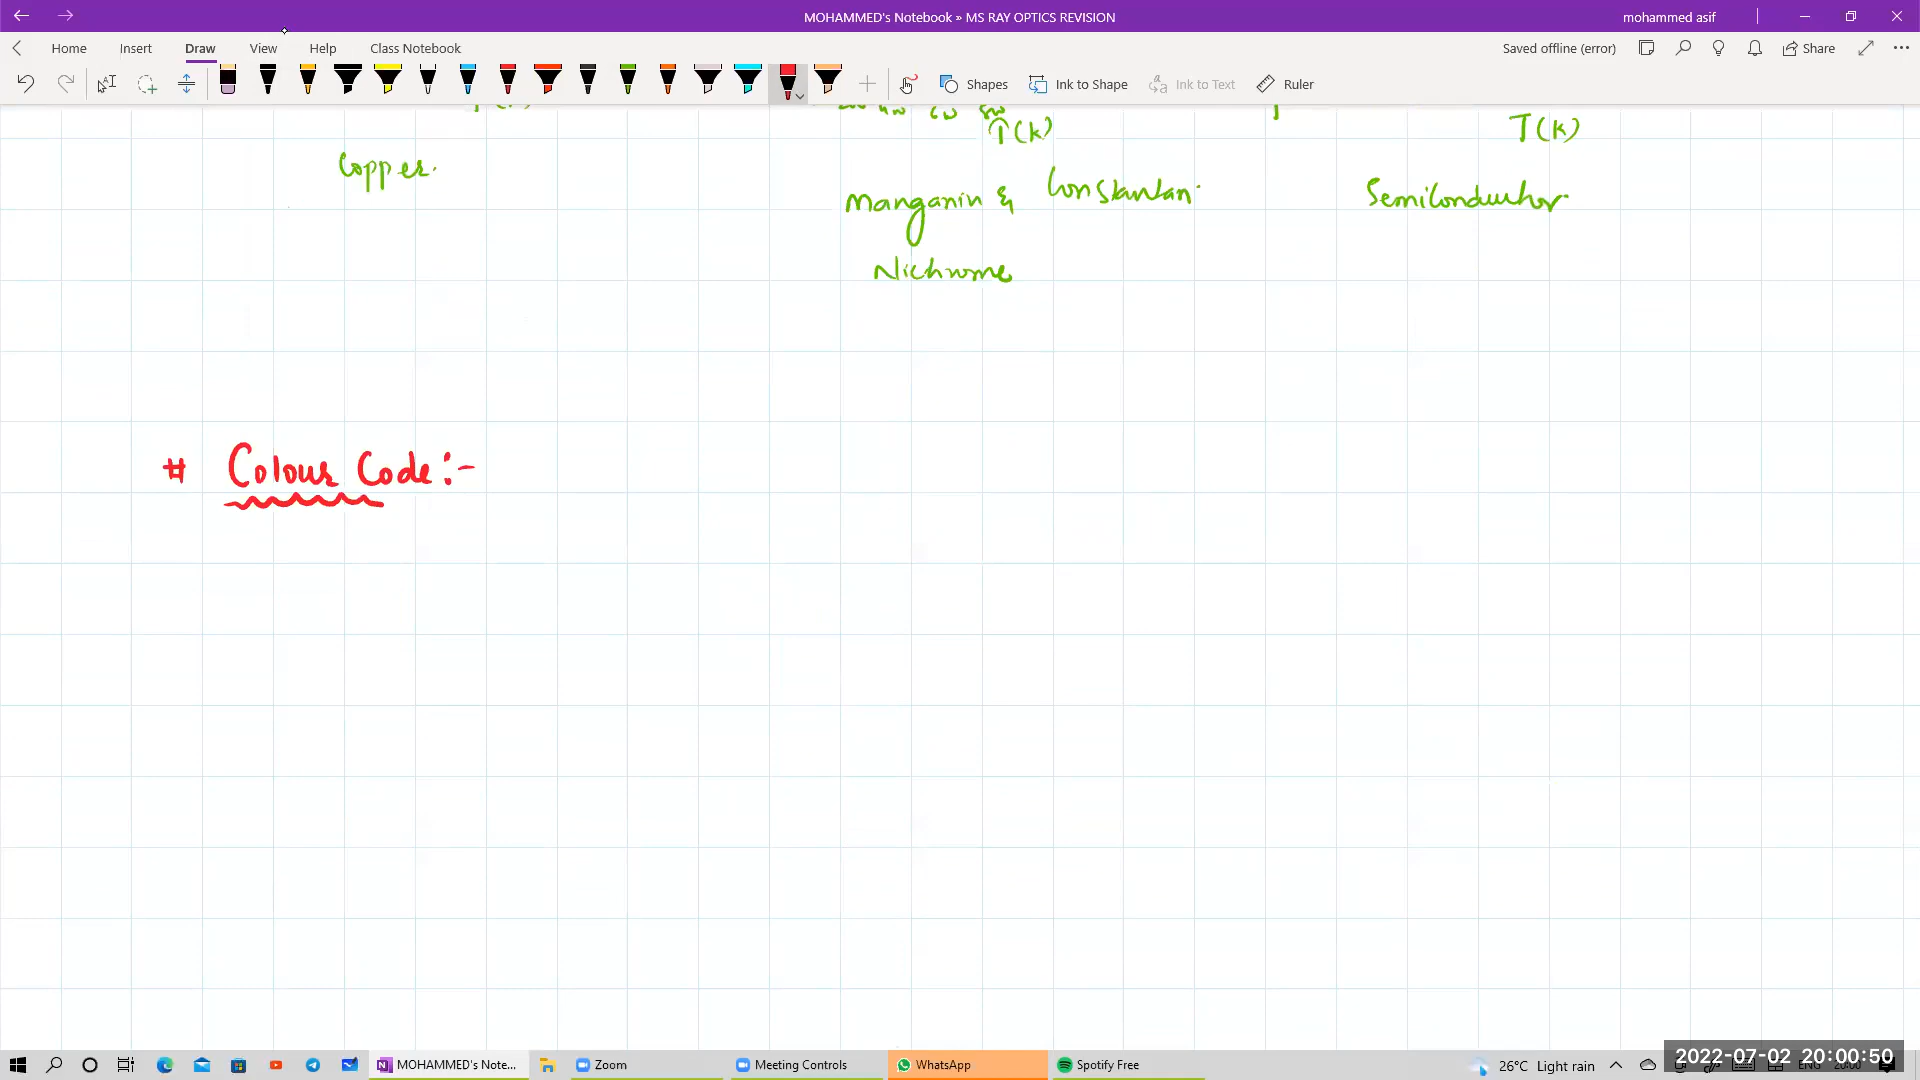 MOHAMMED's Notebook » MS RAY OPTICS REVISION
mohammed asif
Home Insert Draw View Help Class Notebook
Saved offline (error)
Share
Shapes
Ink to Shape
Ink to Text
Ruler
T(K)
T(K)
Copper.
Manganin & Constantan.
Semiconductor
Nichrome
# Colour Code :-
MOHAMMED's Note...
Zoom
Meeting Controls
WhatsApp
Spotify Free
26°C Light rain
2022-07-02 20:00:50